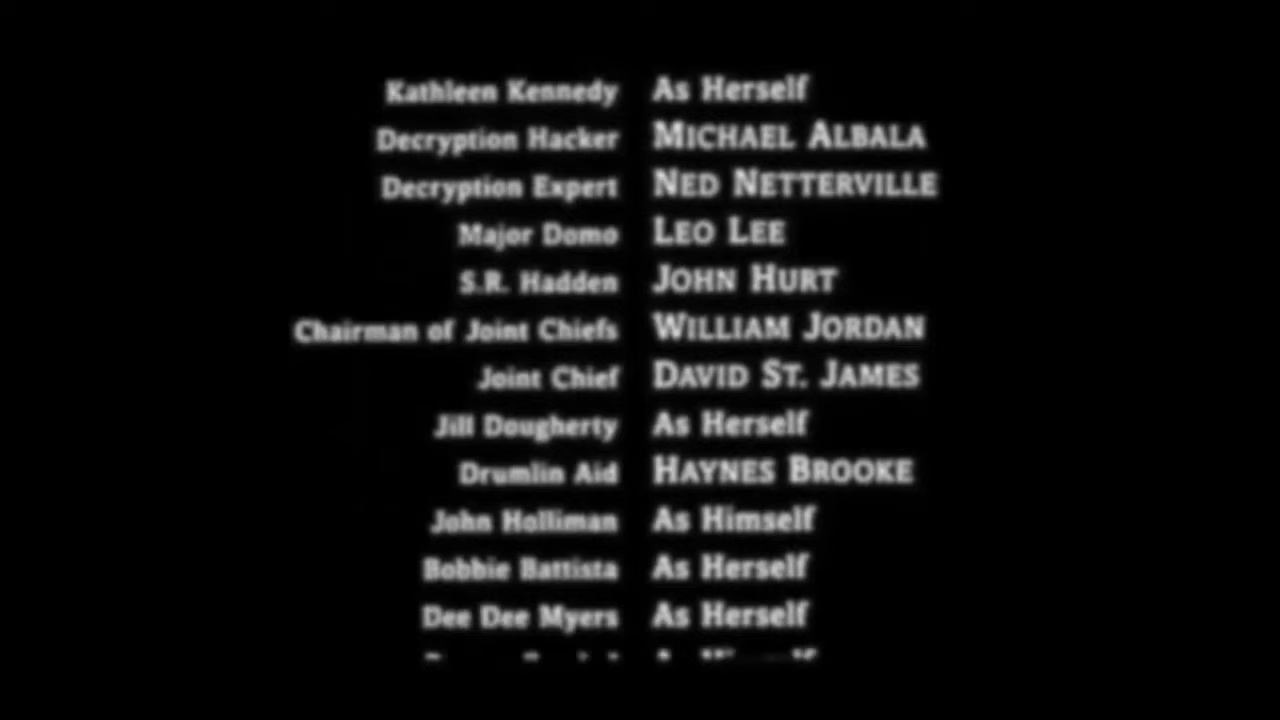 Kathleen Kennedy As Herself
Decryption Hacker MICHAEL ALBALA
Decryption Expert NED NETTERVILLE
Major Domo LEO LEE
S.R. Hadden JOHN HURT
Chairman of Joint Chiefs WILLIAM JORDAN
Joint Chief DAVID ST. JAMES
Jill Dougherty As Herself
Drumlin Aid HAYNES BROOKE
John Holliman As Himself
Bobbie Battista As Herself
Dee Dee Myers As Herself